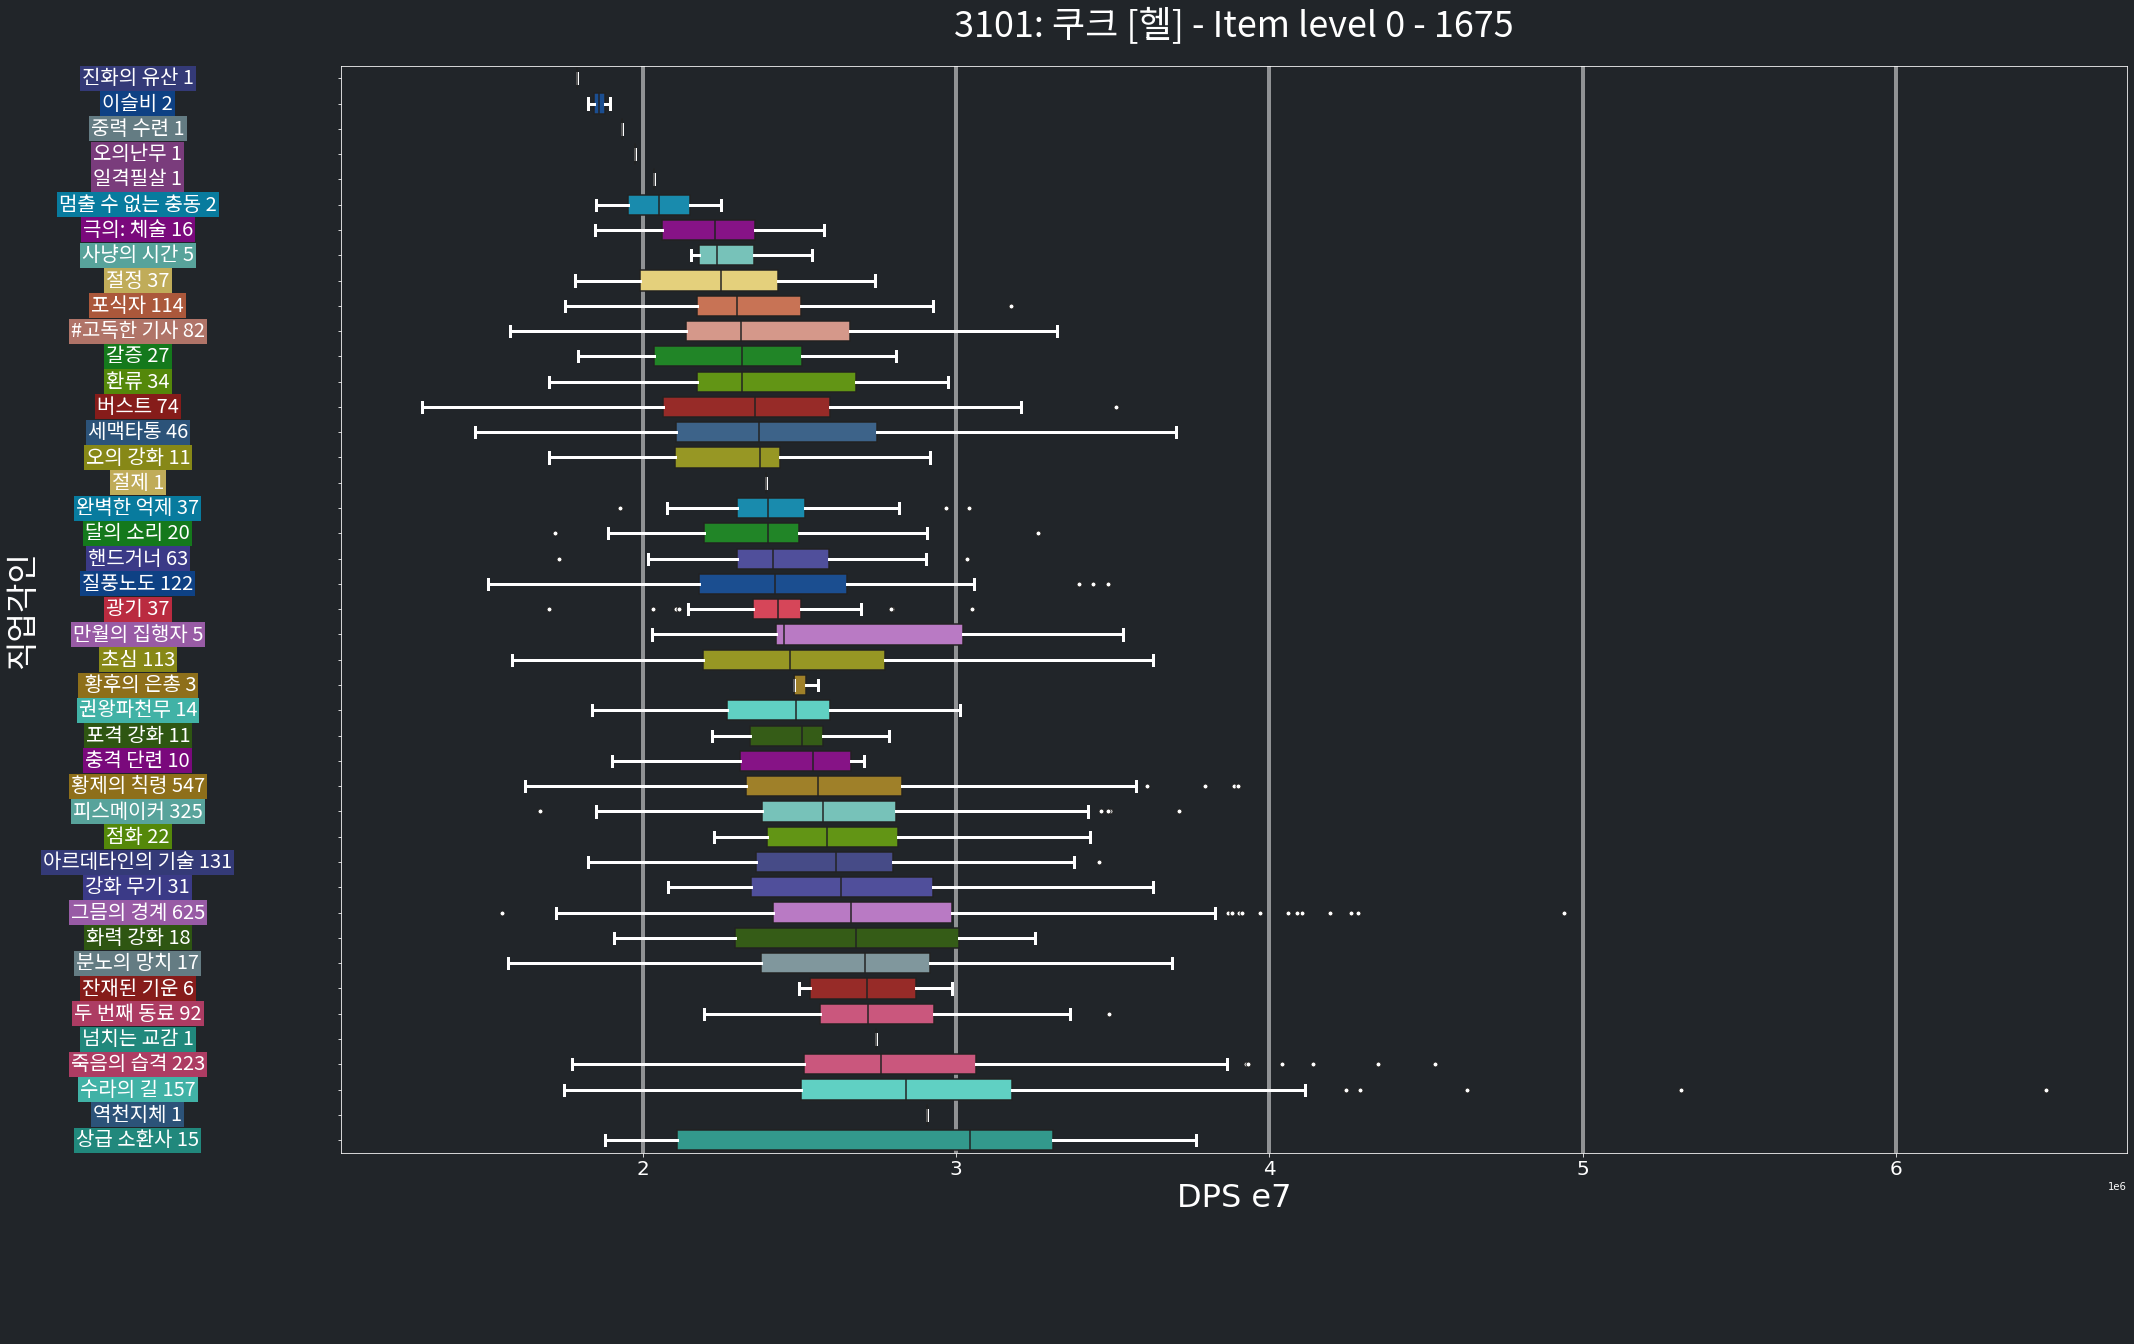 3101: 쿠크 [헬] - Item level 0 - 1675
직업각인
진화의 유산 1
이슬비 2
중력 수련 1
오의난무 1
일격필살 1
멈출 수 없는 충동 2
극의: 체술 16
사냥의 시간 5
절정 37
포식자 114
#고독한 기사 82
갈증 27
환류 34
버스트 74
세맥타통 46
오의 강화 11
절제 1
완벽한 억제 37
달의 소리 20
핸드거너 63
질풍노도 122
광기 37
만월의 집행자 5
초심 113
황후의 은총 3
권왕파천무 14
포격 강화 11
충격 단련 10
황제의 칙령 547
피스메이커 325
점화 22
아르데타인의 기술 131
강화 무기 31
그믐의 경계 625
화력 강화 18
분노의 망치 17
잔재된 기운 6
두 번째 동료 92
넘치는 교감 1
죽음의 습격 223
수라의 길 157
역천지체 1
상급 소환사 15
2 3 4 5 6
1e6
DPS e7